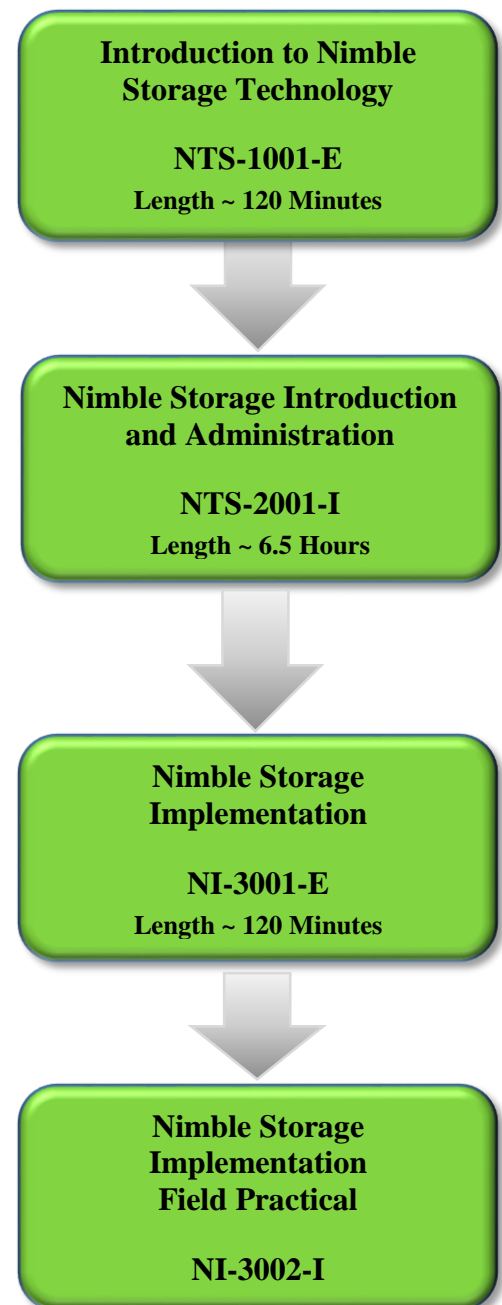 Introduction to Nimble
Storage Technology
NTS-1001-E
Length ~ 120 Minutes
Nimble Storage Introduction
and Administration
NTS-2001-I
Length ~ 6.5 Hours
Nimble Storage
Implementation
NI-3001-E
Length ~ 120 Minutes
Nimble Storage
Implementation
Field Practical
NI-3002-I